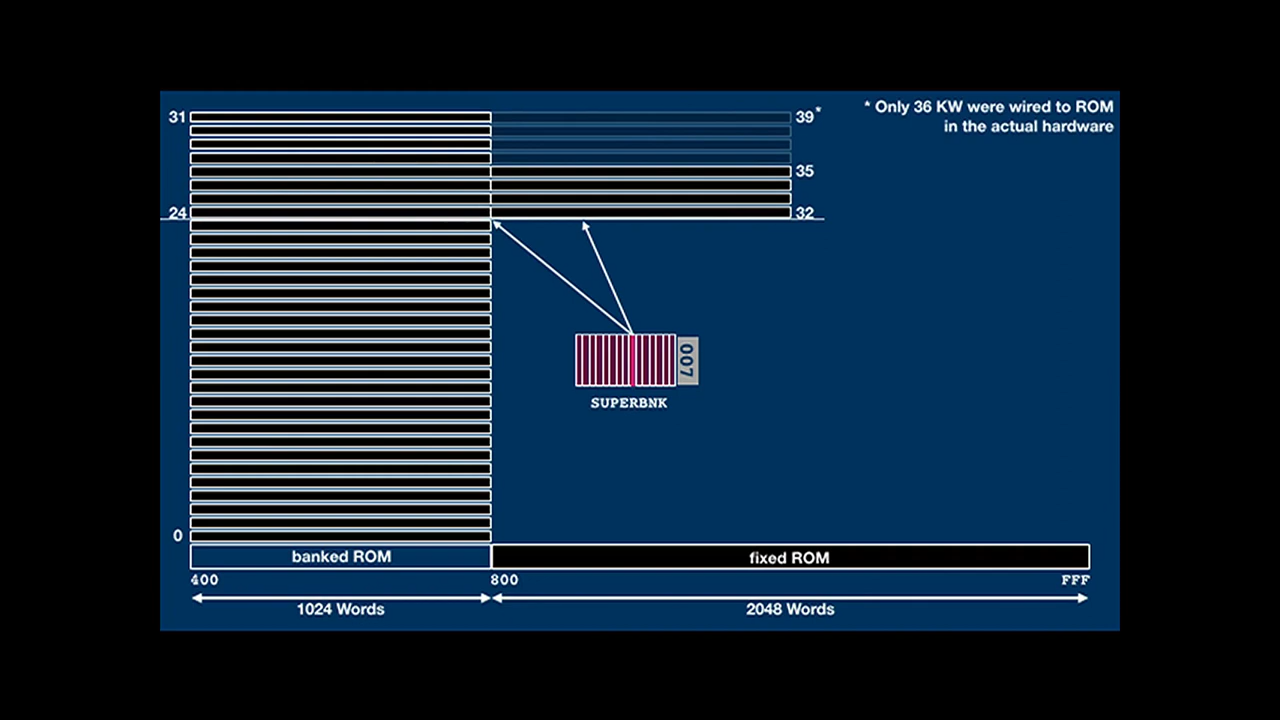 31
39*
* Only 36 KW were wired to ROM
in the actual hardware
35
24
32
007
SUPERBNK
0
banked ROM
fixed ROM
400
800
FFF
1024 Words
2048 Words